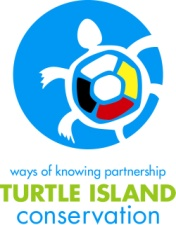 ways of knowing partnership
TURTLE ISLAND
conservation